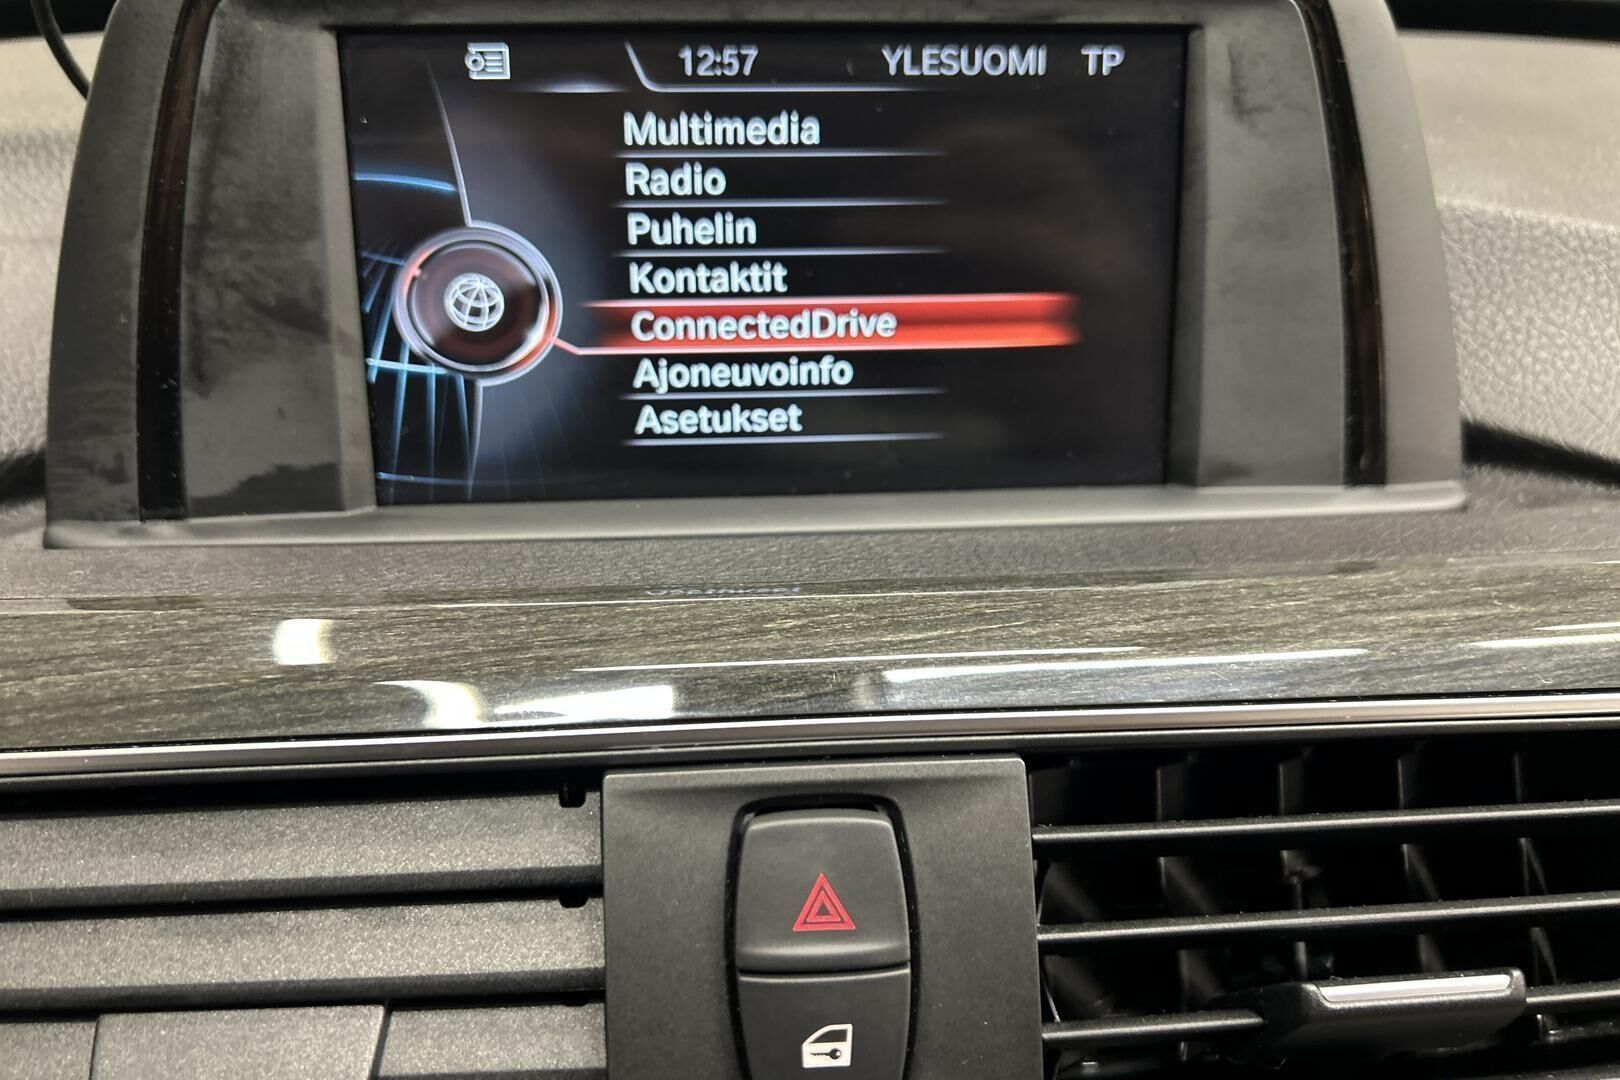 12:57 YLESUOMI TP
Multimedia
Radio
Puhelin
Kontaktit
ConnectedDrive
Ajoneuvoinfo
Asetukset